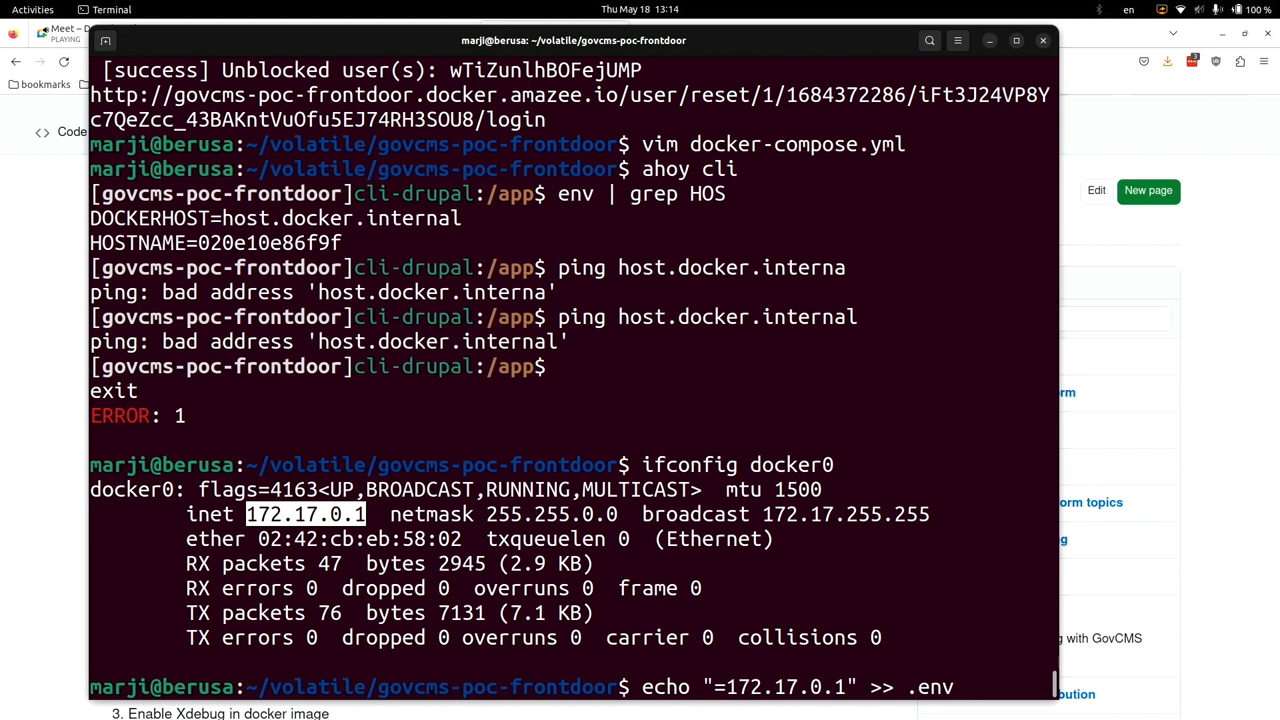 Activities
Terminal
Thu May 18 13:14
en
100 %
Meet –
PLAYING
bookmarks
marji@berusa: ~/volatile/govcms-poc-frontdoor
Code
Edit
New page
[success] Unblocked user(s): wTiZunlhBOFejUMP
http://govcms-poc-frontdoor.docker.amazee.io/user/reset/1/1684372286/iFt3J24VP8Y
c7QeZcc_43BAKntVuOfu5EJ74RH3SOU8/login
marji@berusa:~/volatile/govcms-poc-frontdoor$ vim docker-compose.yml
marji@berusa:~/volatile/govcms-poc-frontdoor$ ahoy cli
[govcms-poc-frontdoor]cli-drupal:/app$ env | grep HOS
DOCKERHOST=host.docker.internal
HOSTNAME=020e10e86f9f
[govcms-poc-frontdoor]cli-drupal:/app$ ping host.docker.interna
ping: bad address 'host.docker.interna'
[govcms-poc-frontdoor]cli-drupal:/app$ ping host.docker.internal
ping: bad address 'host.docker.internal'
[govcms-poc-frontdoor]cli-drupal:/app$
exit
ERROR: 1
marji@berusa:~/volatile/govcms-poc-frontdoor$ ifconfig docker0
docker0: flags=4163<UP,BROADCAST,RUNNING,MULTICAST> mtu 1500
inet 172.17.0.1 netmask 255.255.0.0 broadcast 172.17.255.255
ether 02:42:cb:eb:58:02 txqueuelen 0 (Ethernet)
RX packets 47 bytes 2945 (2.9 KB)
RX errors 0 dropped 0 overruns 0 frame 0
TX packets 76 bytes 7131 (7.1 KB)
TX errors 0 dropped 0 overruns 0 carrier 0 collisions 0
marji@berusa:~/volatile/govcms-poc-frontdoor$ echo "=172.17.0.1" >> .env
orm
orm topics
g
g with GovCMS
bution
3. Enable Xdebug in docker image